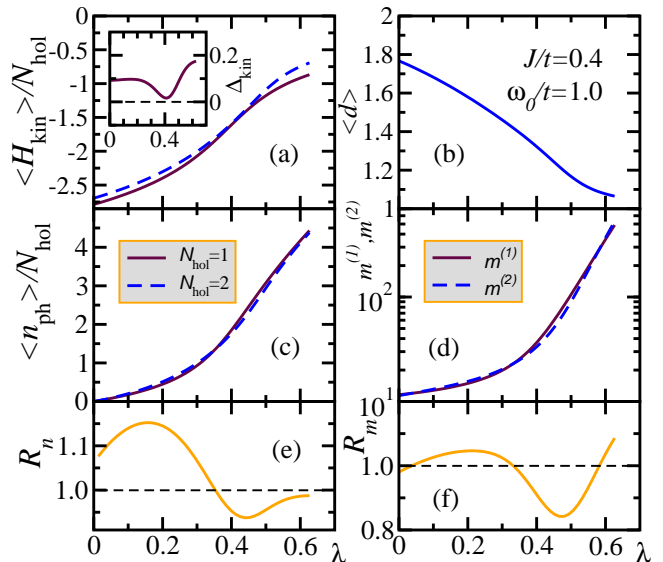 <H_kin>/N_hol
0
-0.5
-1
-1.5
-2
-2.5
0.2
0
Δ_kin
0
0.4
(a)
<d>
2
1.8
1.6
1.4
1.2
1
J/t=0.4
ω_0/t=1.0
(b)
<n_ph>/N_hol
4
3
2
1
0
N_hol=1
N_hol=2
(c)
m^(1),m^(2)
10^2
10^1
m^(1)
m^(2)
(d)
R_n
1.1
1.0
(e)
0
0.2
0.4
0.6
λ
R_m
1.0
0.8
(f)
0
0.2
0.4
0.6
λ